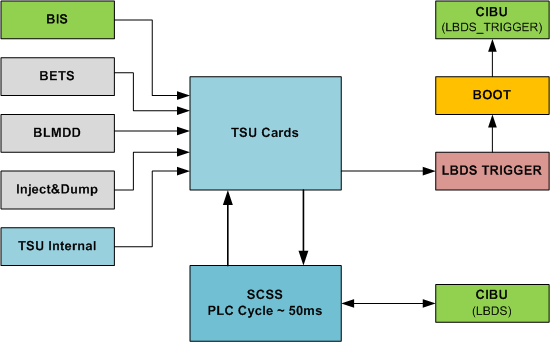 BIS
BETS
BLMDD
Inject&Dump
TSU Internal
TSU Cards
SCSS
PLC Cycle ~ 50ms
CIBU
(LBDS_TRIGGER)
BOOT
LBDS TRIGGER
CIBU
(LBDS)